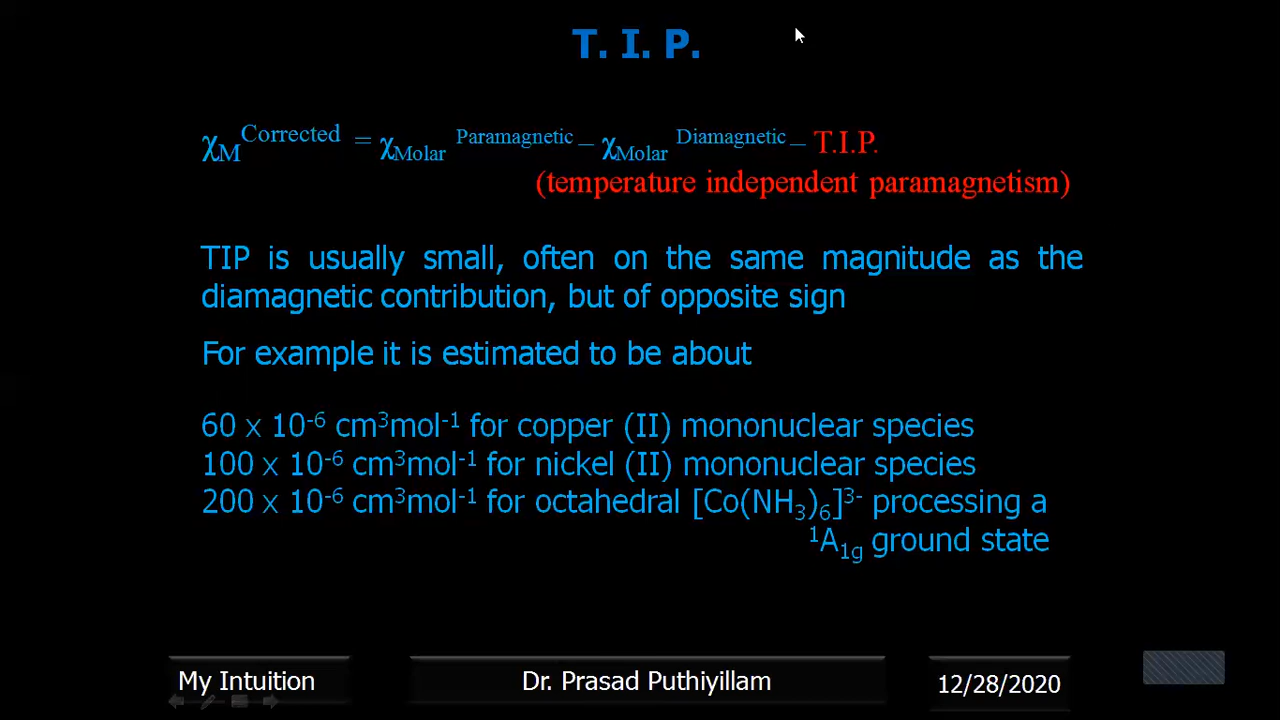 T. I. P.
χM Corrected = χMolar Paramagnetic – χMolar Diamagnetic – T.I.P.
(temperature independent paramagnetism)
TIP is usually small, often on the same magnitude as the
diamagnetic contribution, but of opposite sign
For example it is estimated to be about
60 x 10⁻⁶ cm³mol⁻¹ for copper (II) mononuclear species
100 x 10⁻⁶ cm³mol⁻¹ for nickel (II) mononuclear species
200 x 10⁻⁶ cm³mol⁻¹ for octahedral [Co(NH₃)₆]³⁻ processing a
¹A₁g ground state
My Intuition
Dr. Prasad Puthiyillam
12/28/2020